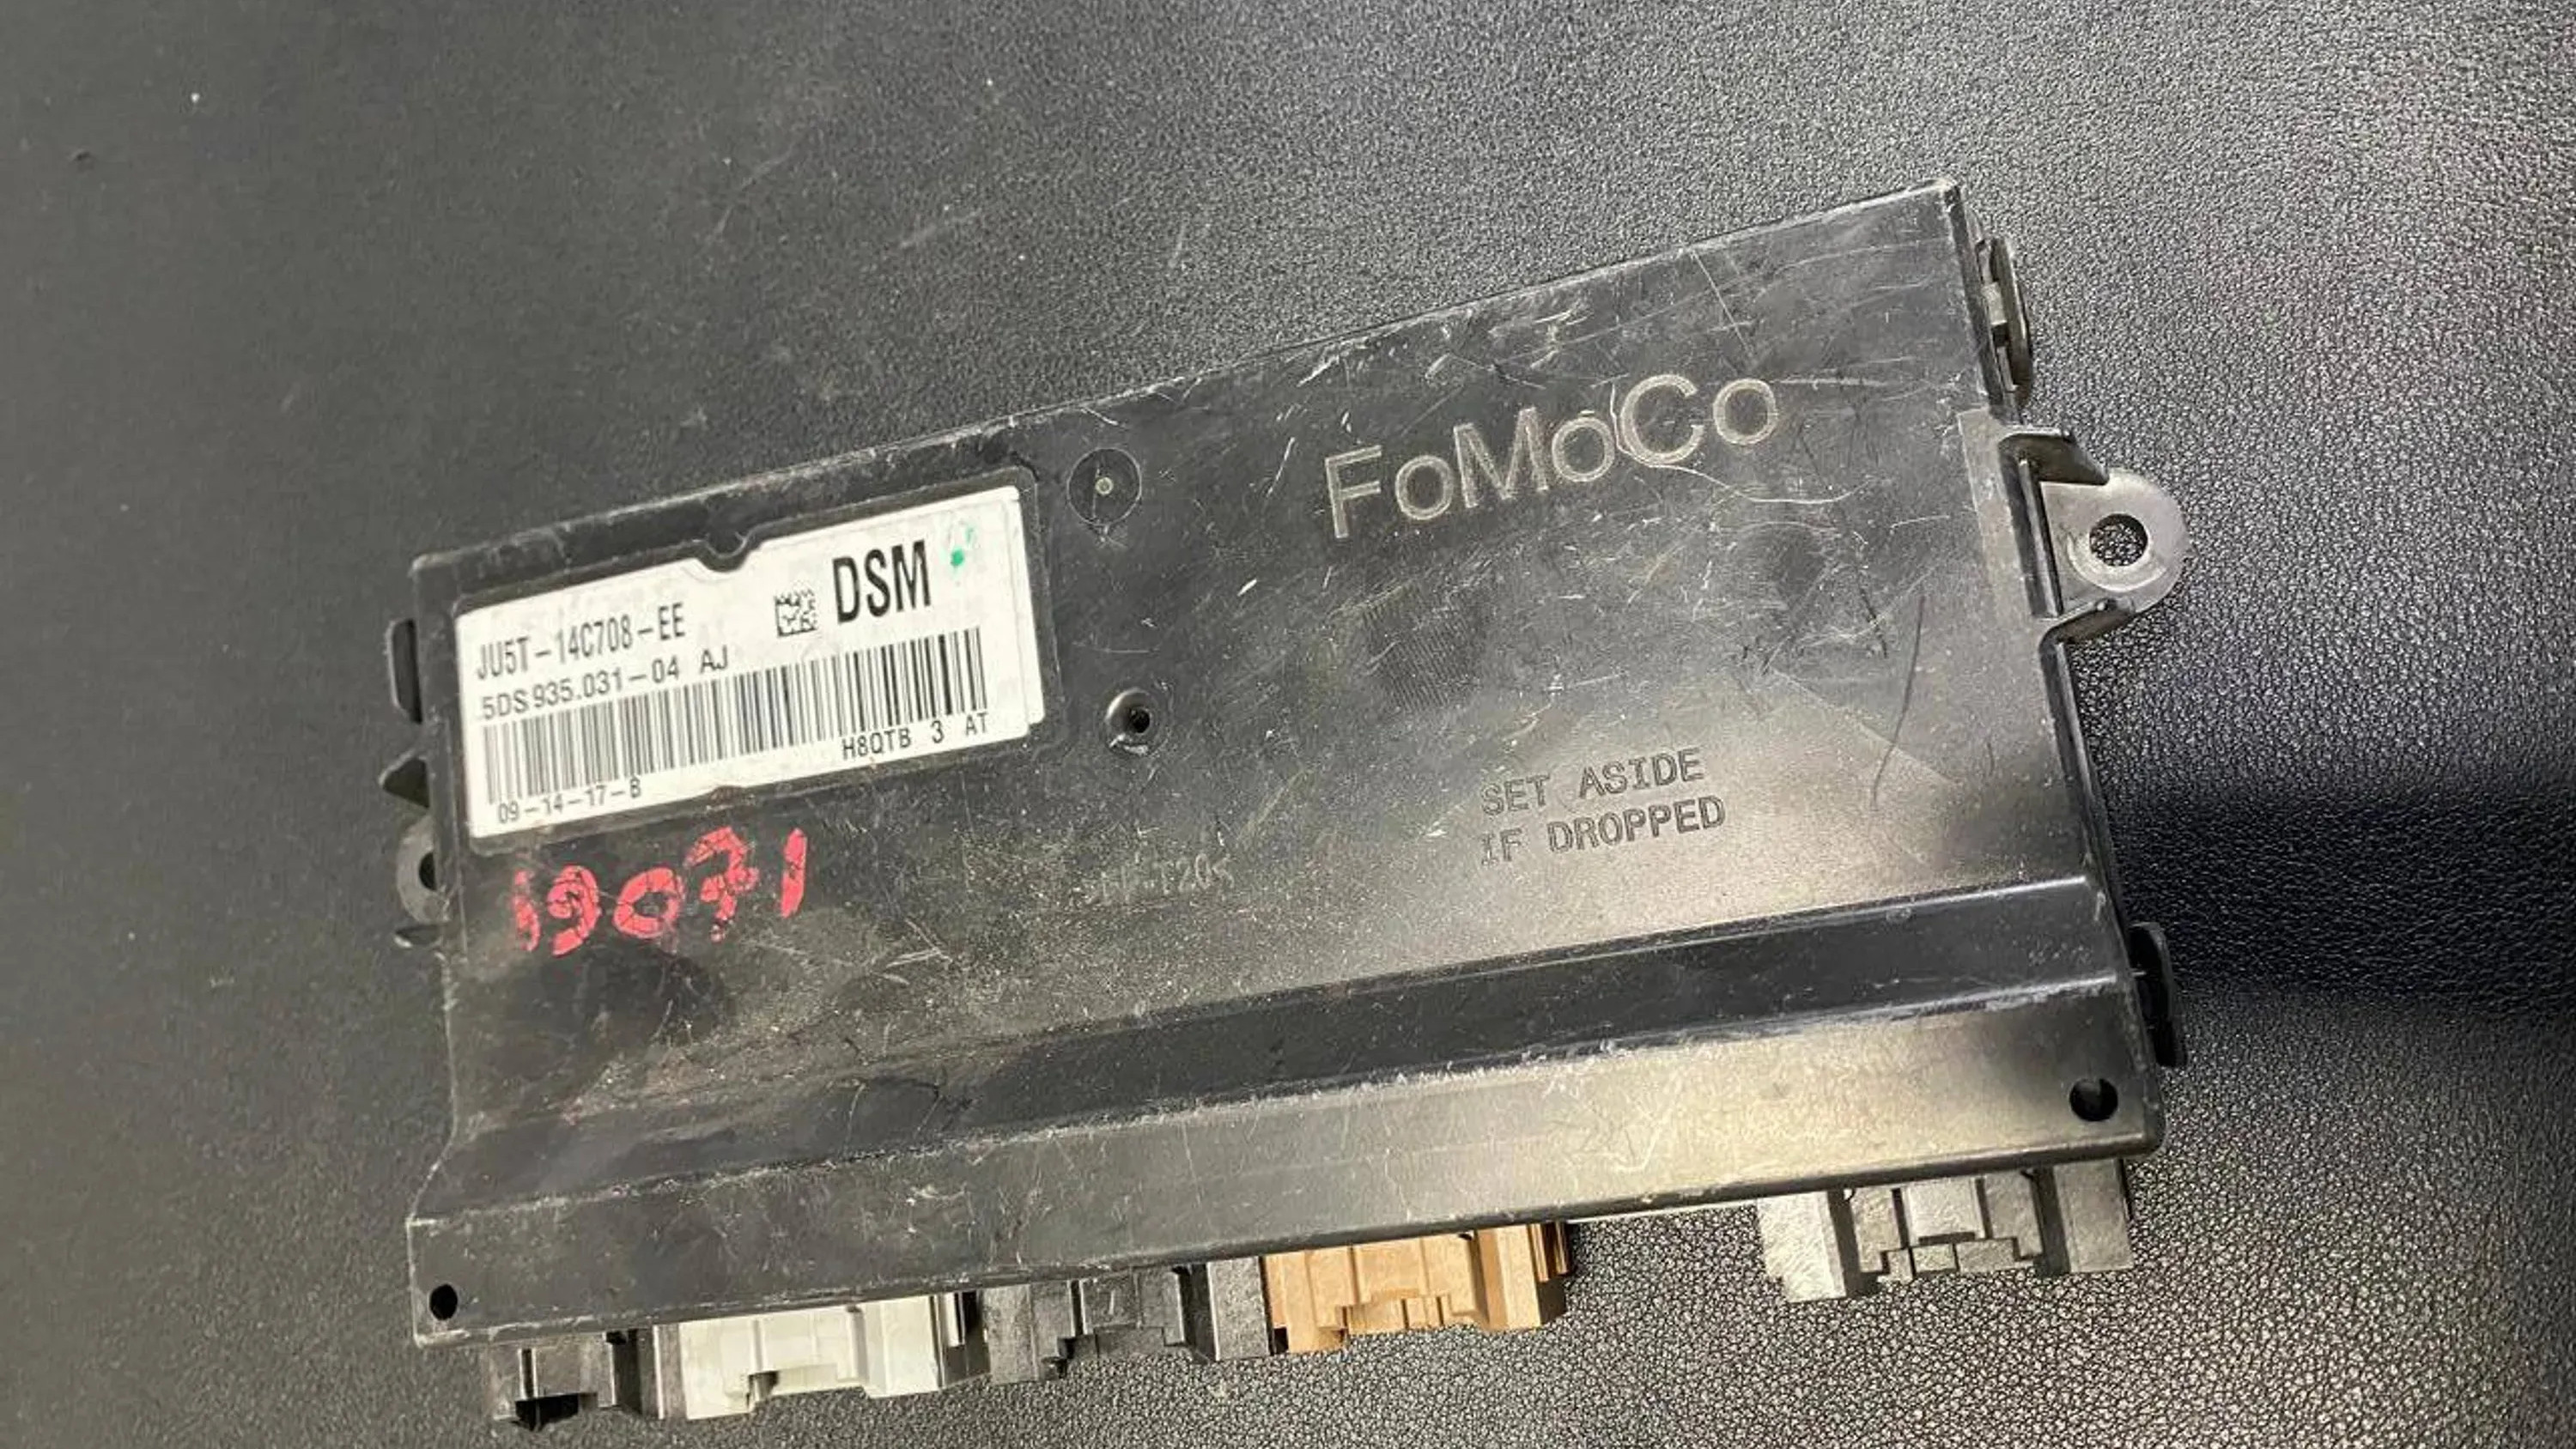 FoMoCo
DSM
JU5T-14C708-EE
5DS 935.031-04 AJ
H8QTB 3 AT
09-14-17-B
SET ASIDE
IF DROPPED
19071